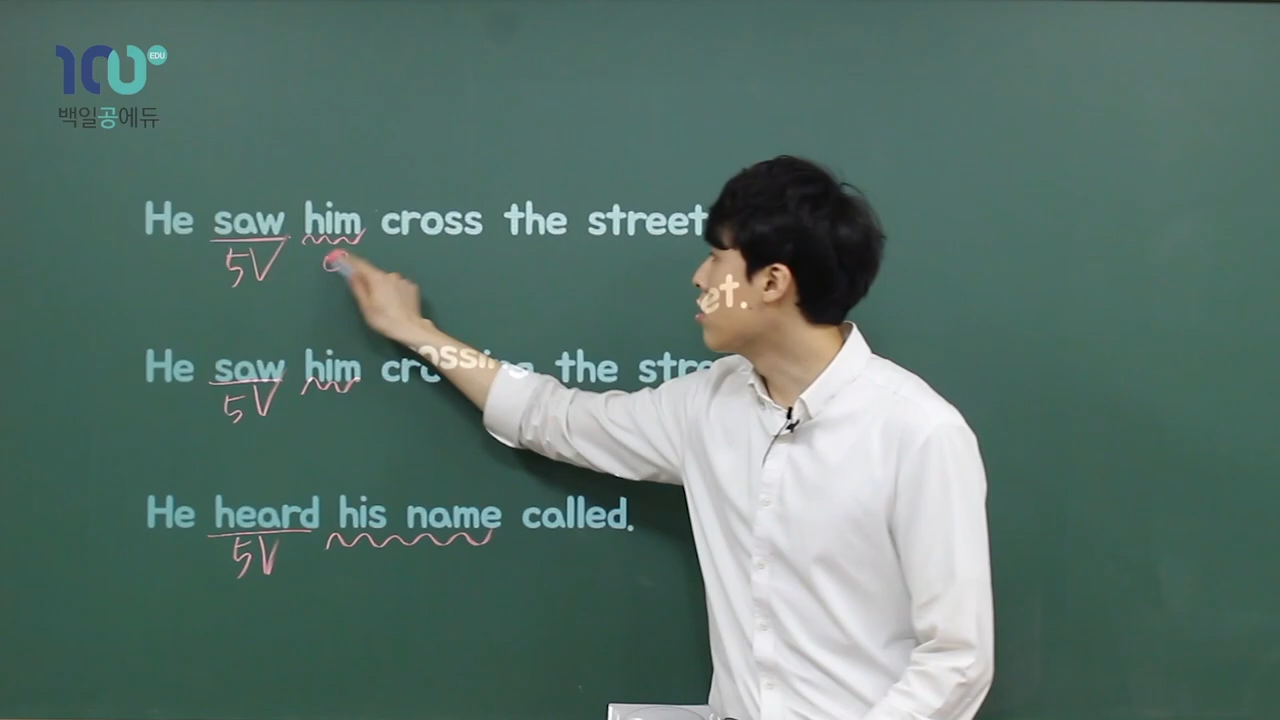 100 EDU
백일공에듀
He saw him cross the street
5V O
He saw him crossing the street.
5V
He heard his name called.
5V